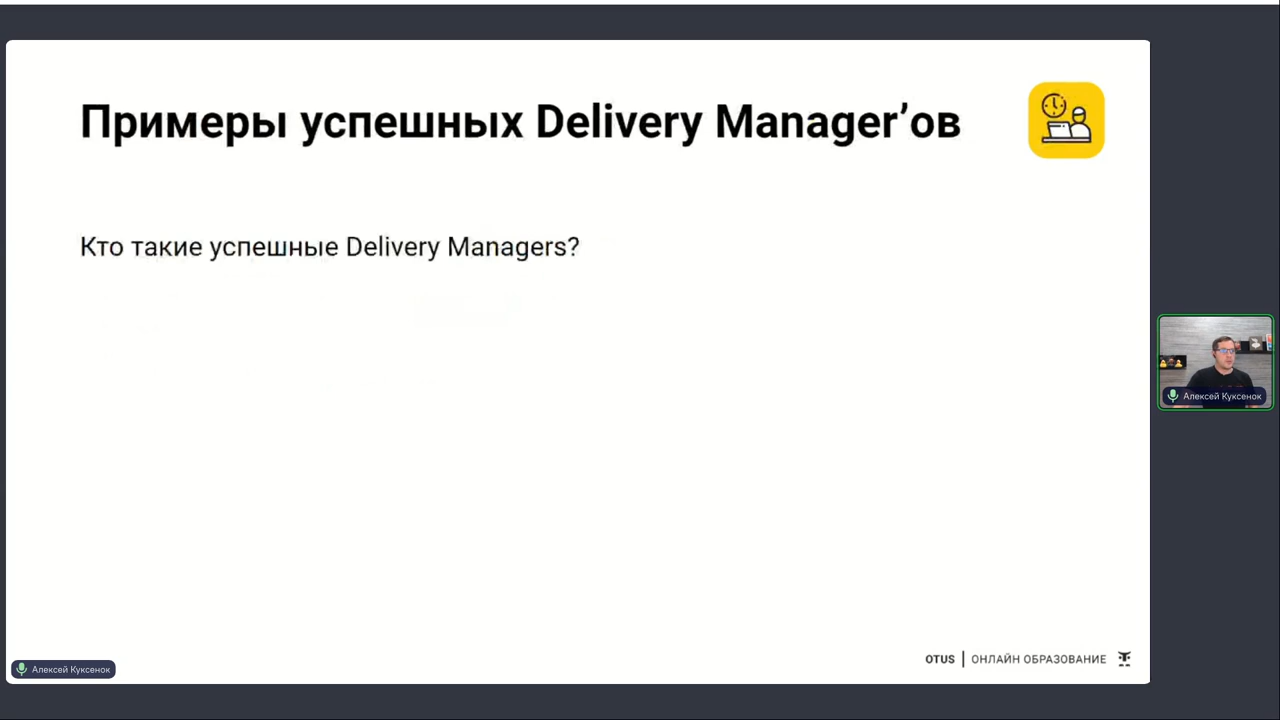 Примеры успешных Delivery Manager’ов
Кто такие успешные Delivery Managers?
Алексей Куксенок
Алексей Куксенок
OTUS | ОНЛАЙН ОБРАЗОВАНИЕ